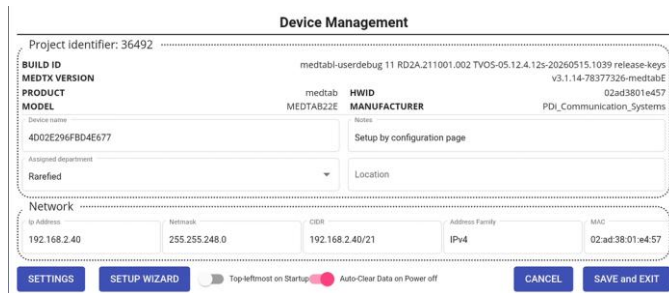 Device Management
Project identifier: 36492
BUILD ID medtabl-userdebug 11 RD2A.211001.002 TVOS-05.12.4.12s-20260515.1039 release-keys
MEDTX VERSION v3.1.14-78377326-medtabE
PRODUCT medtab HWID 02ad3801e457
MODEL MEDTAB22E MANUFACTURER PDi_Communication_Systems
Device name Notes
4D02E296FBD4E677 Setup by configuration page
Assigned department
Rarefied Location
Network
Ip Address Netmask CIDR Address Family MAC
192.168.2.40 255.255.248.0 192.168.2.40/21 IPv4 02:ad:38:01:e4:57
SETTINGS SETUP WIZARD Top-leftmost on Startup Auto-Clear Data on Power off CANCEL SAVE and EXIT